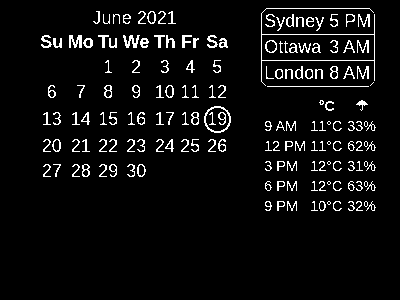 June 2021
Su Mo Tu We Th Fr Sa
1 2 3 4 5
6 7 8 9 10 11 12
13 14 15 16 17 18 19
20 21 22 23 24 25 26
27 28 29 30
Sydney 5 PM
Ottawa 3 AM
London 8 AM
°C ☂
9 AM 11°C 33%
12 PM 11°C 62%
3 PM 12°C 31%
6 PM 12°C 63%
9 PM 10°C 32%